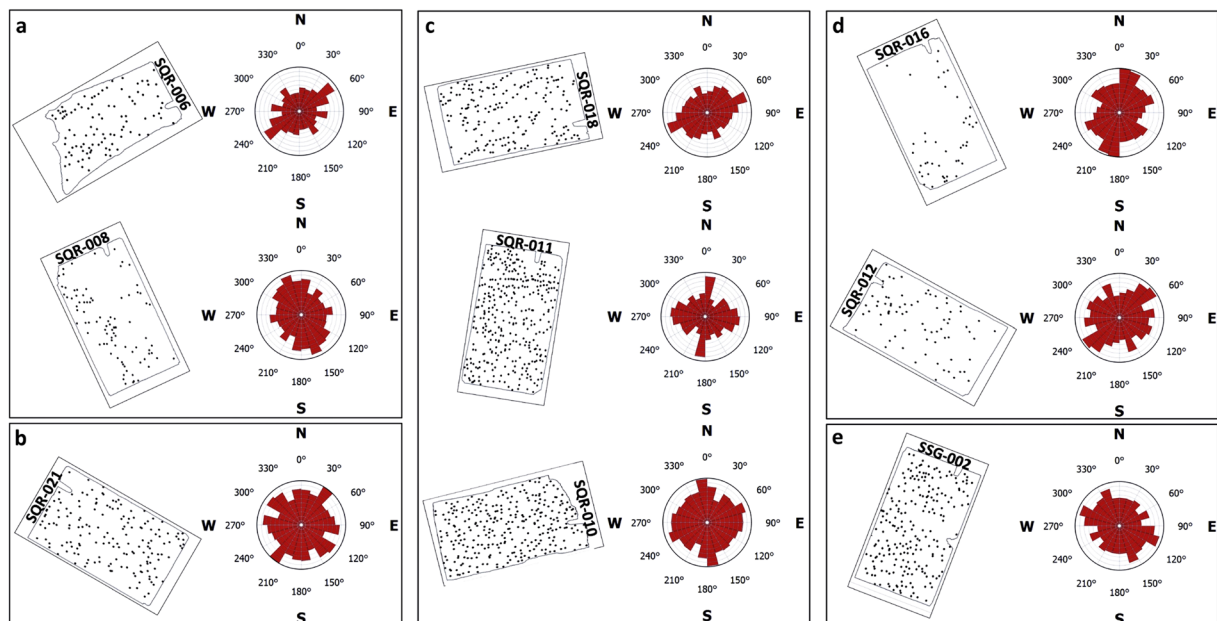 a
N
0°
330° 30°
300° 60°
W 270° 90° E
240° 120°
210° 150°
180°
S
SQR-006
N
0°
330° 30°
300° 60°
W 270° 90° E
240° 120°
210° 150°
180°
S
SQR-008
b
N
0°
330° 30°
300° 60°
W 270° 90° E
240° 120°
210° 150°
180°
S
SQR-021
c
N
0°
330° 30°
300° 60°
W 270° 90° E
240° 120°
210° 150°
180°
S
SQR-018
N
0°
330° 30°
300° 60°
W 270° 90° E
240° 120°
210° 150°
180°
S
SQR-011
N
0°
330° 30°
300° 60°
W 270° 90° E
240° 120°
210° 150°
180°
S
SQR-010
d
N
0°
330° 30°
300° 60°
W 270° 90° E
240° 120°
210° 150°
180°
S
SQR-016
N
0°
330° 30°
300° 60°
W 270° 90° E
240° 120°
210° 150°
180°
S
SQR-012
e
N
0°
330° 30°
300° 60°
W 270° 90° E
240° 120°
210° 150°
180°
S
SSG-002